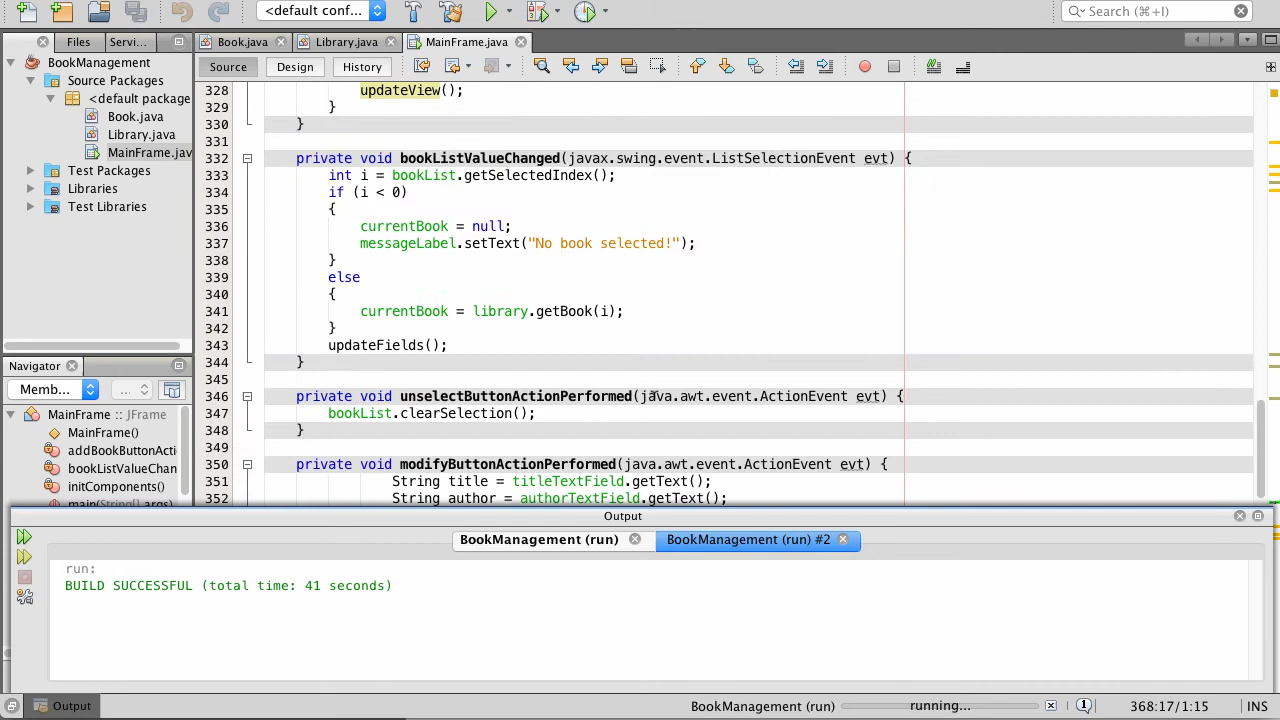 <default conf...
Search (⌘+I)
Files
Servi...
Book.java
Library.java
MainFrame.java
Source
Design
History
BookManagement
Source Packages
<default package
Book.java
Library.java
MainFrame.jav
Test Packages
Libraries
Test Libraries
Navigator
Memb...
...
MainFrame :: JFrame
MainFrame()
addBookButtonActi
bookListValueChan
initComponents()
main(String[] args)
328 updateView();
329 }
330 }
331
332 private void bookListValueChanged(javax.swing.event.ListSelectionEvent evt) {
333 int i = bookList.getSelectedIndex();
334 if (i < 0)
335 {
336 currentBook = null;
337 messageLabel.setText("No book selected!");
338 }
339 else
340 {
341 currentBook = library.getBook(i);
342 }
343 updateFields();
344 }
345
346 private void unselectButtonActionPerformed(java.awt.event.ActionEvent evt) {
347 bookList.clearSelection();
348 }
349
350 private void modifyButtonActionPerformed(java.awt.event.ActionEvent evt) {
351 String title = titleTextField.getText();
352 String author = authorTextField.getText();
Output
BookManagement (run)
BookManagement (run) #2
run:
BUILD SUCCESSFUL (total time: 41 seconds)
Output
BookManagement (run)
running...
1
368:17/1:15
INS